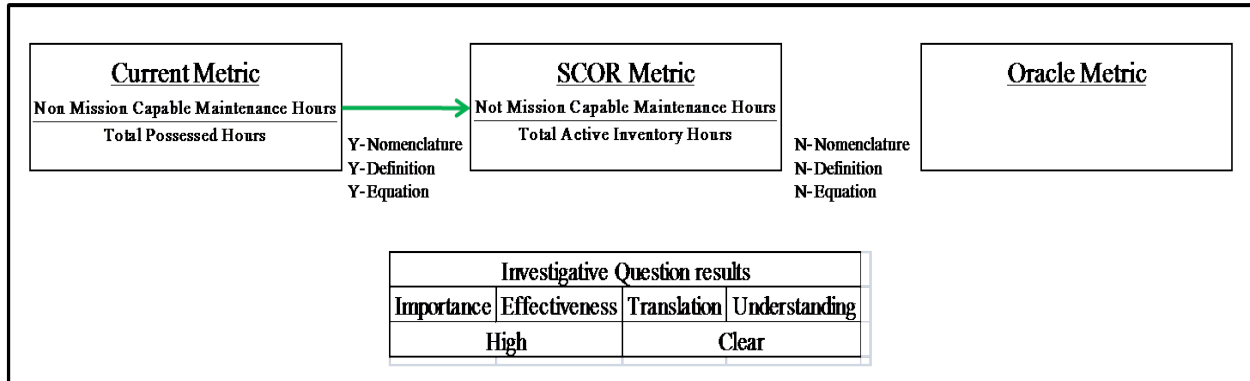 Current Metric
Non Mission Capable Maintenance Hours
Total Possessed Hours
Y-Nomenclature
Y-Definition
Y-Equation
SCOR Metric
Not Mission Capable Maintenance Hours
Total Active Inventory Hours
N-Nomenclature
N-Definition
N-Equation
Oracle Metric
Investigative Question results
Importance Effectiveness Translation Understanding
High Clear